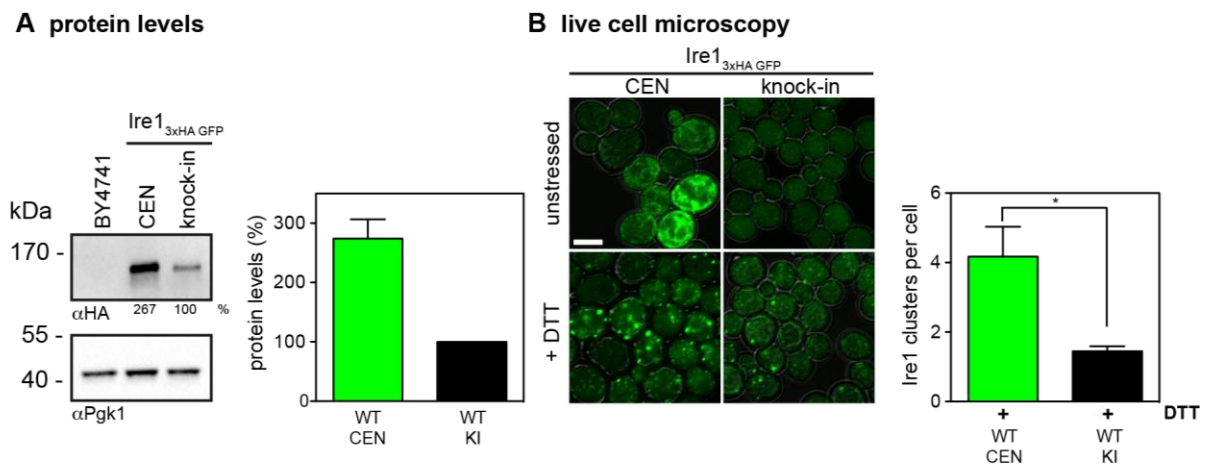 A protein levels
Ire1 3xHA GFP
BY4741
CEN
knock-in
kDa
170 -
αHA
267 100 %
55 -
40 -
αPgk1
protein levels (%)
300
200
100
0
WT CEN
WT KI
B live cell microscopy
Ire1 3xHA GFP
CEN knock-in
unstressed
+ DTT
Ire1 clusters per cell
6
4
2
0
*
+ + DTT
WT CEN
WT KI